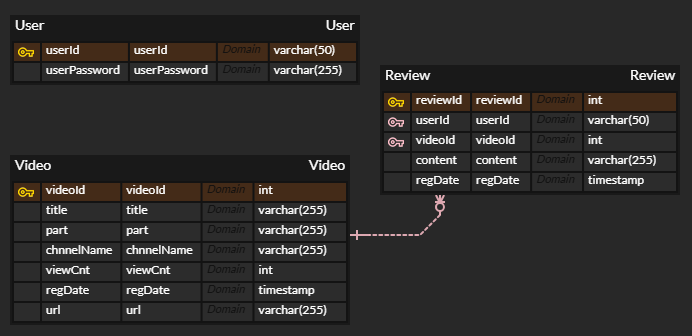 User User
userId userId Domain varchar(50)
userPassword userPassword Domain varchar(255)
Review Review
reviewId reviewId Domain int
userId userId Domain varchar(50)
videoId videoId Domain int
content content Domain varchar(255)
regDate regDate Domain timestamp
Video Video
videoId videoId Domain int
title title Domain varchar(255)
part part Domain varchar(255)
chnnelName chnnelName Domain varchar(255)
viewCnt viewCnt Domain int
regDate regDate Domain timestamp
url url Domain varchar(255)